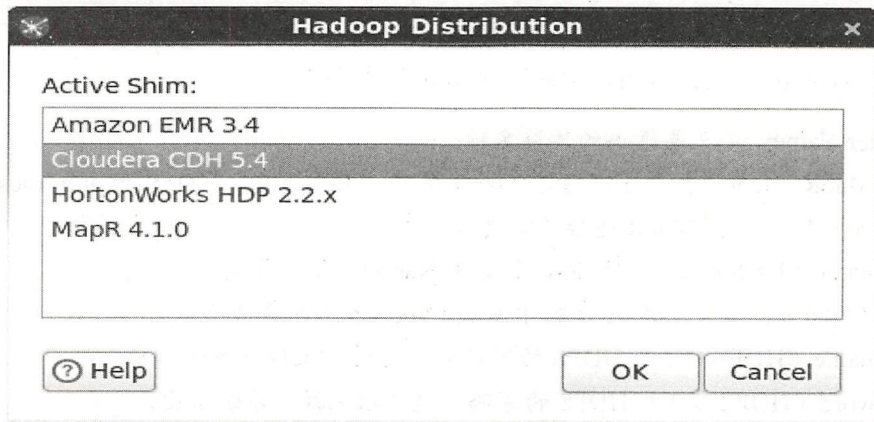 Hadoop Distribution
Active Shim:
Amazon EMR 3.4
Cloudera CDH 5.4
HortonWorks HDP 2.2.x
MapR 4.1.0
Help
OK
Cancel